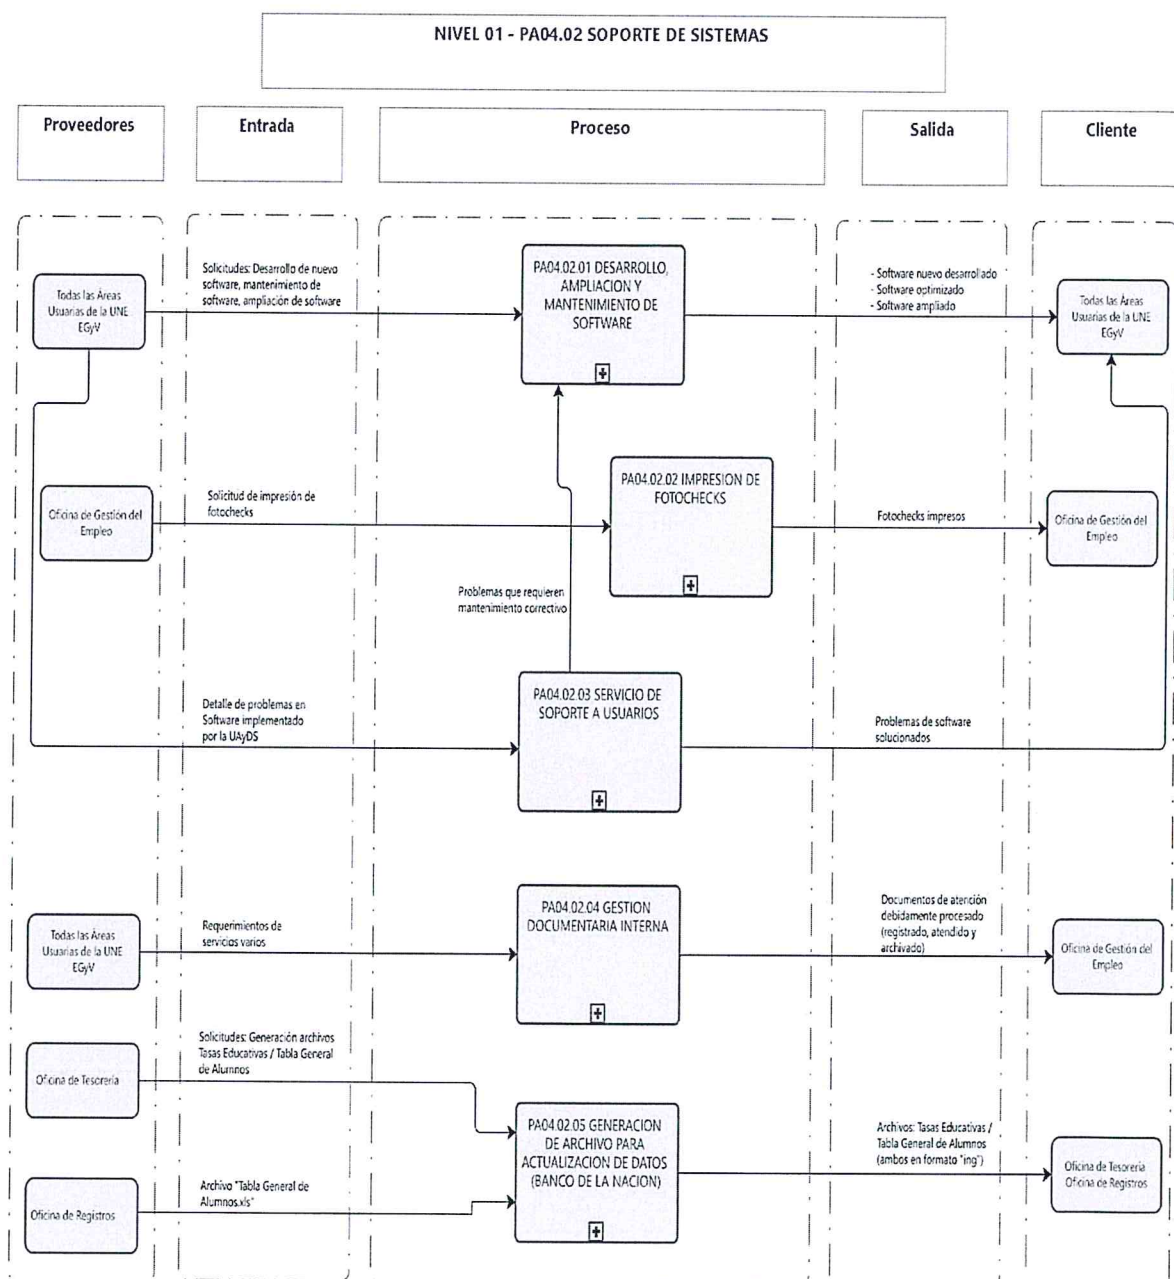 NIVEL 01 - PA04.02 SOPORTE DE SISTEMAS
Proveedores
Entrada
Proceso
Salida
Cliente
Todas las Áreas
Usuarias de la UNE
EGyV
Solicitudes: Desarrollo de nuevo
software, mantenimiento de
software, ampliación de software
PA04.02.01 DESARROLLO,
AMPLIACION Y
MANTENIMIENTO DE
SOFTWARE
- Software nuevo desarrollado
- Software optimizado
- Software ampliado
Todas las Áreas
Usuarias de la UNE
EGyV
Oficina de Gestión del
Empleo
Solicitud de impresión de
fotochecks
PA04.02.02 IMPRESION DE
FOTOCHECKS
Fotochecks impresos
Oficina de Gestión del
Empleo
Problemas que requieren
mantenimiento correctivo
Detalle de problemas en
Software implementado
por la UAyDS
PA04.02.03 SERVICIO DE
SOPORTE A USUARIOS
Problemas de software
solucionados
Todas las Áreas
Usuarias de la UNE
EGyV
Requerimientos de
servicios varios
PA04.02.04 GESTION
DOCUMENTARIA INTERNA
Documentos de atención
debidamente procesado
(registrado, atendido y
archivado)
Oficina de Gestión del
Empleo
Oficina de Tesorería
Solicitudes: Generación archivos
Tasas Educativas / Tabla General
de Alumnos
PA04.02.05 GENERACION
DE ARCHIVO PARA
ACTUALIZACION DE DATOS
(BANCO DE LA NACION)
Archivos: Tasas Educativas /
Tabla General de Alumnos
(ambos en formato "ing")
Oficina de Tesorería
Oficina de Registros
Oficina de Registros
Archivo "Tabla General de
Alumnos.xls"